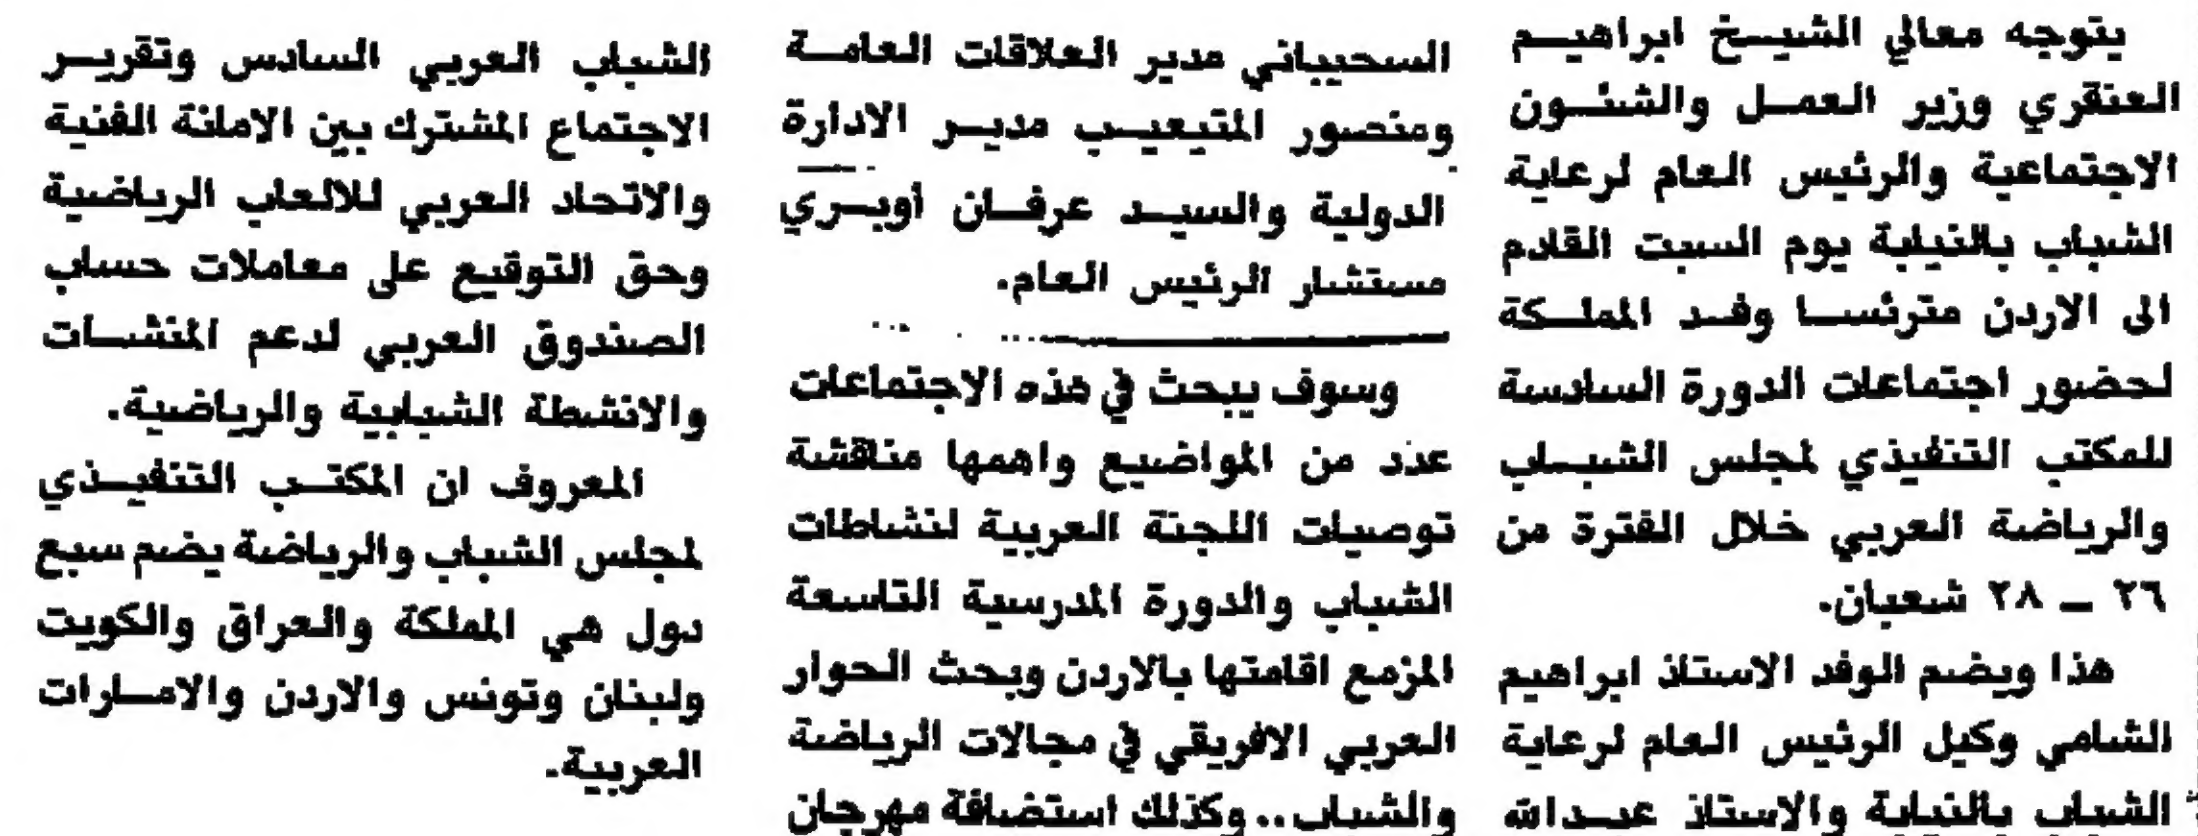 يتوجه معالي الشيخ ابراهيم
العنقري وزير العمل والشئون
الاجتماعية والرئيس العام لرعاية
الشباب بالنيابة يوم السبت القادم
الى الاردن مترئسا وفد المملكة
لحضور اجتماعات الدورة السادسة
للمكتب التنفيذي لمجلس الشباب
والرياضة العربي خلال الفترة من
٢٦ ــ ٢٨ شعبان.
هذا ويضم الوفد الاستاذ ابراهيم
الشامي وكيل الرئيس العام لرعاية
الشباب بالنيابة والاستاذ عبدالله
السحيباني مدير العلاقات العامة
ومنصور المتيعيب مدير الادارة
الدولية والسيد عرفان أوبري
مستشار الرئيس العام.
وسوف يبحث في هذه الاجتماعات
عدد من المواضيع واهمها مناقشة
توصيات اللجنة العربية لنشاطات
الشباب والدورة المدرسية التاسعة
المزمع اقامتها بالاردن وبحث الحوار
العربي الافريقي في مجالات الرياضة
والشباب.. وكذلك استضافة مهرجان
الشباب العربي السادس وتقرير
الاجتماع المشترك بين الامانة الفنية
والاتحاد العربي للالعاب الرياضية
وحق التوقيع على معاملات حساب
الصندوق العربي لدعم المنشات
والانشطة الشبابية والرياضية.
المعروف ان المكتب التنفيذي
لمجلس الشباب والرياضة يضم سبع
دول هي المملكة والعراق والكويت
ولبنان وتونس والاردن والامارات
العربية.